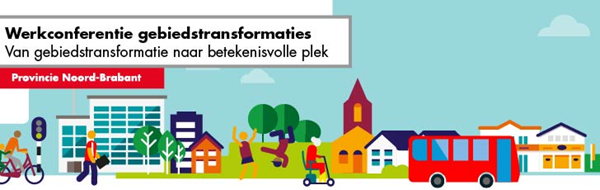 Werkconferentie gebiedstransformaties
Van gebiedstransformatie naar betekenisvolle plek
Provincie Noord-Brabant